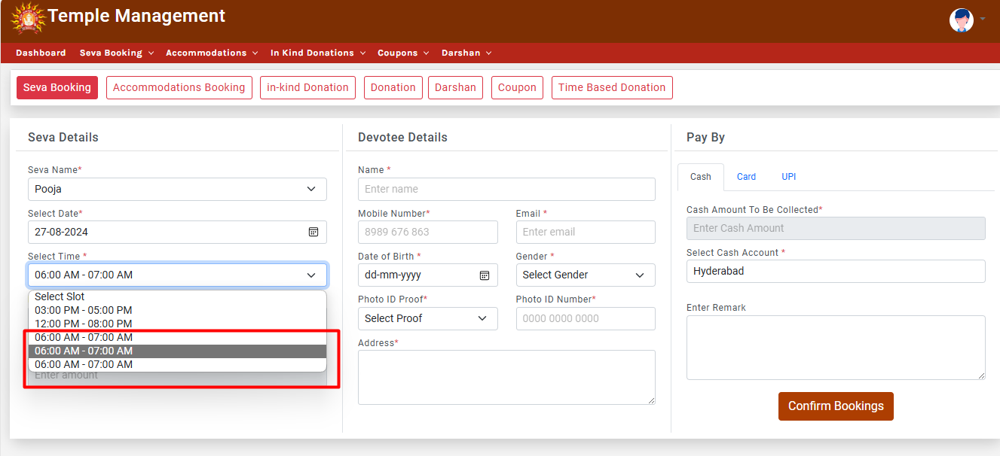 Temple Management
Dashboard Seva Booking Accommodations In Kind Donations Coupons Darshan
Seva Booking Accommodations Booking in-kind Donation Donation Darshan Coupon Time Based Donation
Seva Details
Seva Name*
Pooja
Select Date*
27-08-2024
Select Time *
06:00 AM - 07:00 AM
Select Slot
03:00 PM - 05:00 PM
12:00 PM - 08:00 PM
06:00 AM - 07:00 AM
06:00 AM - 07:00 AM
06:00 AM - 07:00 AM
Enter amount
Devotee Details
Name *
Enter name
Mobile Number* Email *
8989 676 863 Enter email
Date of Birth * Gender *
dd-mm-yyyy Select Gender
Photo ID Proof* Photo ID Number*
Select Proof 0000 0000 0000
Address*
Pay By
Cash Card UPI
Cash Amount To Be Collected*
Enter Cash Amount
Select Cash Account *
Hyderabad
Enter Remark
Confirm Bookings